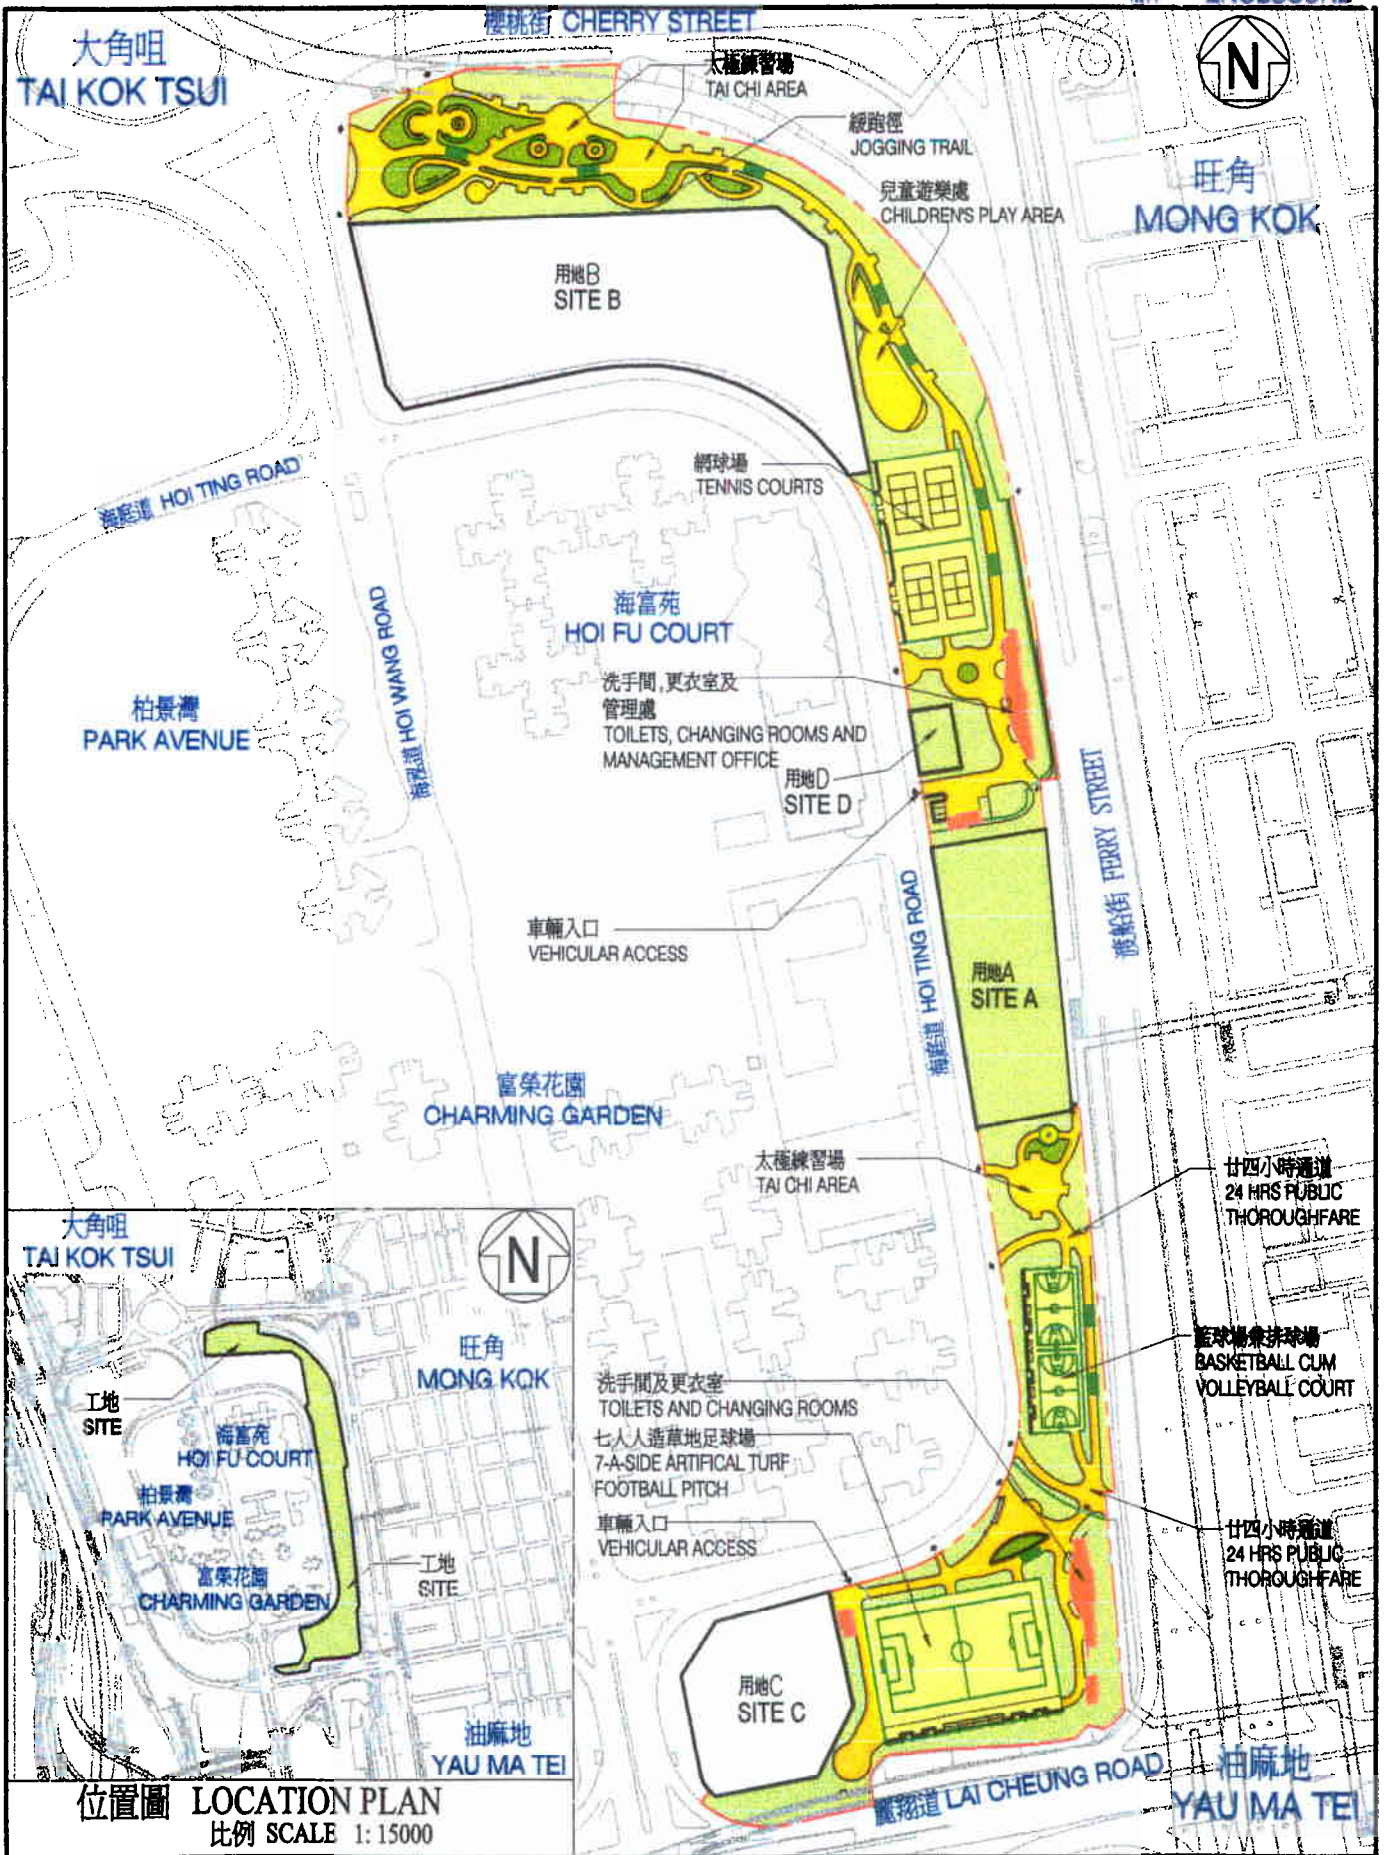 櫻桃街 CHERRY STREET
大角咀
TAI KOK TSUI
N
太極練習場
TAI CHI AREA
緩跑徑
JOGGING TRAIL
旺角
MONG KOK
兒童遊樂處
CHILDREN'S PLAY AREA
用地B
SITE B
海庭道 HOI TING ROAD
網球場
TENNIS COURTS
海富苑
HOI FU COURT
海泓道 HOI WANG ROAD
洗手間,更衣室及
管理處
TOILETS, CHANGING ROOMS AND
MANAGEMENT OFFICE
柏景灣
PARK AVENUE
用地D
SITE D
渡船街 FERRY STREET
車輛入口
VEHICULAR ACCESS
海庭道 HOI TING ROAD
用地A
SITE A
富榮花園
CHARMING GARDEN
太極練習場
TAI CHI AREA
廿四小時通道
24 HRS PUBLIC
THOROUGHFARE
籃球場兼排球場
BASKETBALL CUM
VOLLEYBALL COURT
洗手間及更衣室
TOILETS AND CHANGING ROOMS
七人人造草地足球場
7-A-SIDE ARTIFICAL TURF
FOOTBALL PITCH
車輛入口
VEHICULAR ACCESS
廿四小時通道
24 HRS PUBLIC
THOROUGHFARE
用地C
SITE C
麗翔道 LAI CHEUNG ROAD
油麻地
YAU MA TEI
大角咀
TAI KOK TSUI
N
旺角
MONG KOK
工地
SITE
海富苑
HOI FU COURT
柏景灣
PARK AVENUE
工地
SITE
富榮花園
CHARMING GARDEN
油麻地
YAU MA TEI
位置圖 LOCATION PLAN
比例 SCALE 1:15000